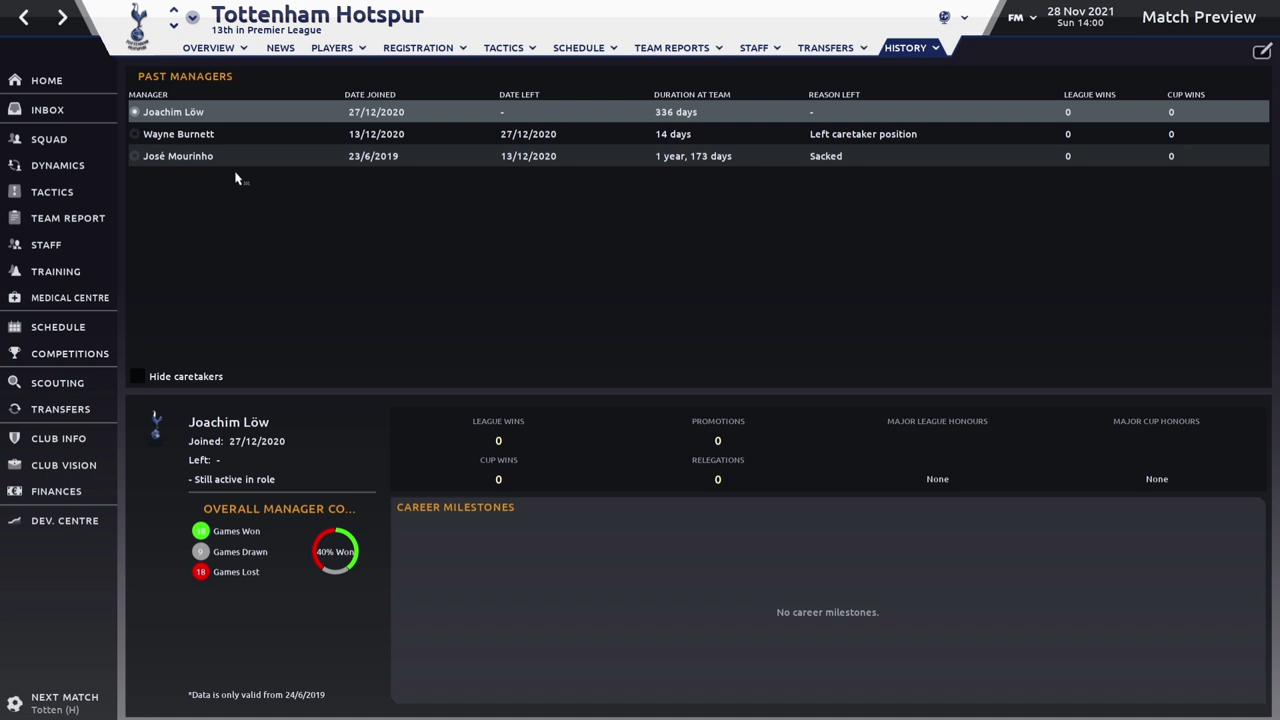 Tottenham Hotspur
13th in Premier League
FM
28 Nov 2021
Sun 14:00
Match Preview
OVERVIEW NEWS PLAYERS REGISTRATION TACTICS SCHEDULE TEAM REPORTS STAFF TRANSFERS HISTORY
HOME
INBOX
SQUAD
DYNAMICS
TACTICS
TEAM REPORT
STAFF
TRAINING
MEDICAL CENTRE
SCHEDULE
COMPETITIONS
SCOUTING
TRANSFERS
CLUB INFO
CLUB VISION
FINANCES
DEV. CENTRE
NEXT MATCH
Totten (H)
PAST MANAGERS
MANAGER DATE JOINED DATE LEFT DURATION AT TEAM REASON LEFT LEAGUE WINS CUP WINS
Joachim Löw 27/12/2020 - 336 days - 0 0
Wayne Burnett 13/12/2020 27/12/2020 14 days Left caretaker position 0 0
José Mourinho 23/6/2019 13/12/2020 1 year, 173 days Sacked 0 0
Hide caretakers
Joachim Löw
Joined: 27/12/2020
Left: -
- Still active in role
OVERALL MANAGER CO...
Games Won
9 Games Drawn
18 Games Lost
40% Won
*Data is only valid from 24/6/2019
LEAGUE WINS PROMOTIONS MAJOR LEAGUE HONOURS MAJOR CUP HONOURS
0 0
CUP WINS RELEGATIONS
0 0 None None
CAREER MILESTONES
No career milestones.